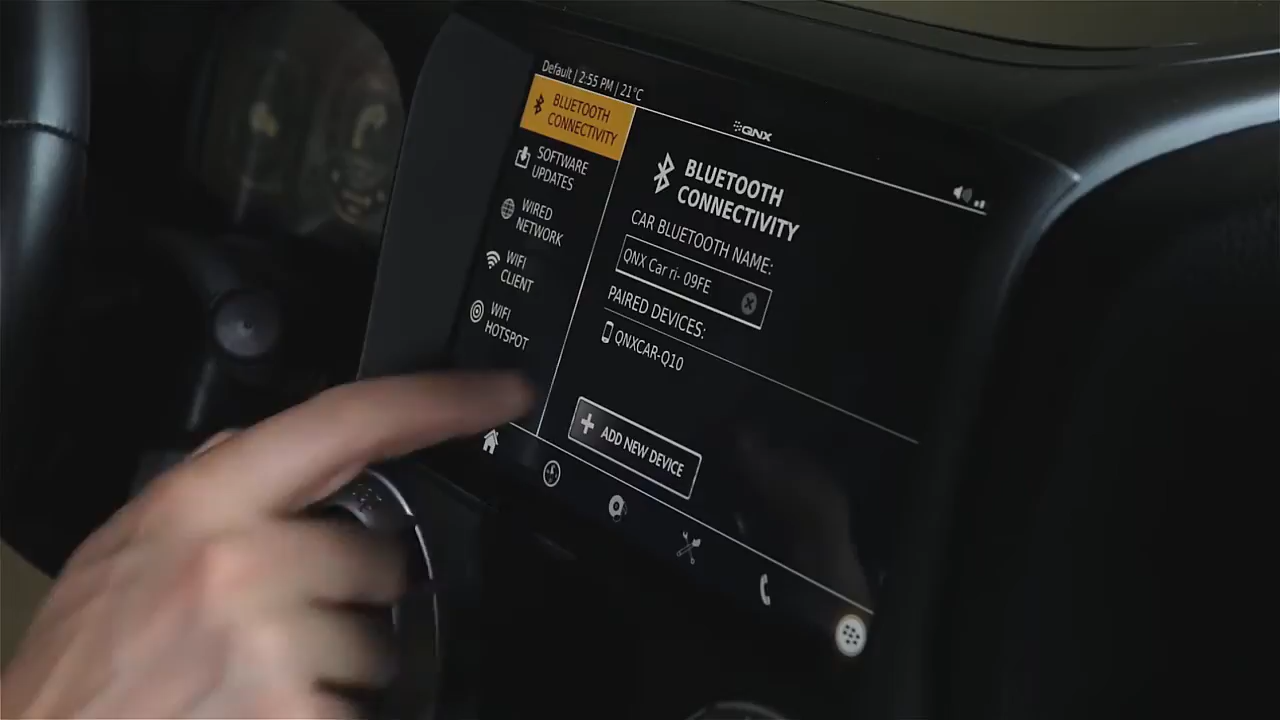 Default | 2:55 PM | 21°C
QNX
BLUETOOTH
CONNECTIVITY
SOFTWARE
UPDATES
WIRED
NETWORK
WIFI
CLIENT
WIFI
HOTSPOT
BLUETOOTH
CONNECTIVITY
CAR BLUETOOTH NAME:
QNX Car ri- 09FE
PAIRED DEVICES:
QNXCAR-Q10
ADD NEW DEVICE